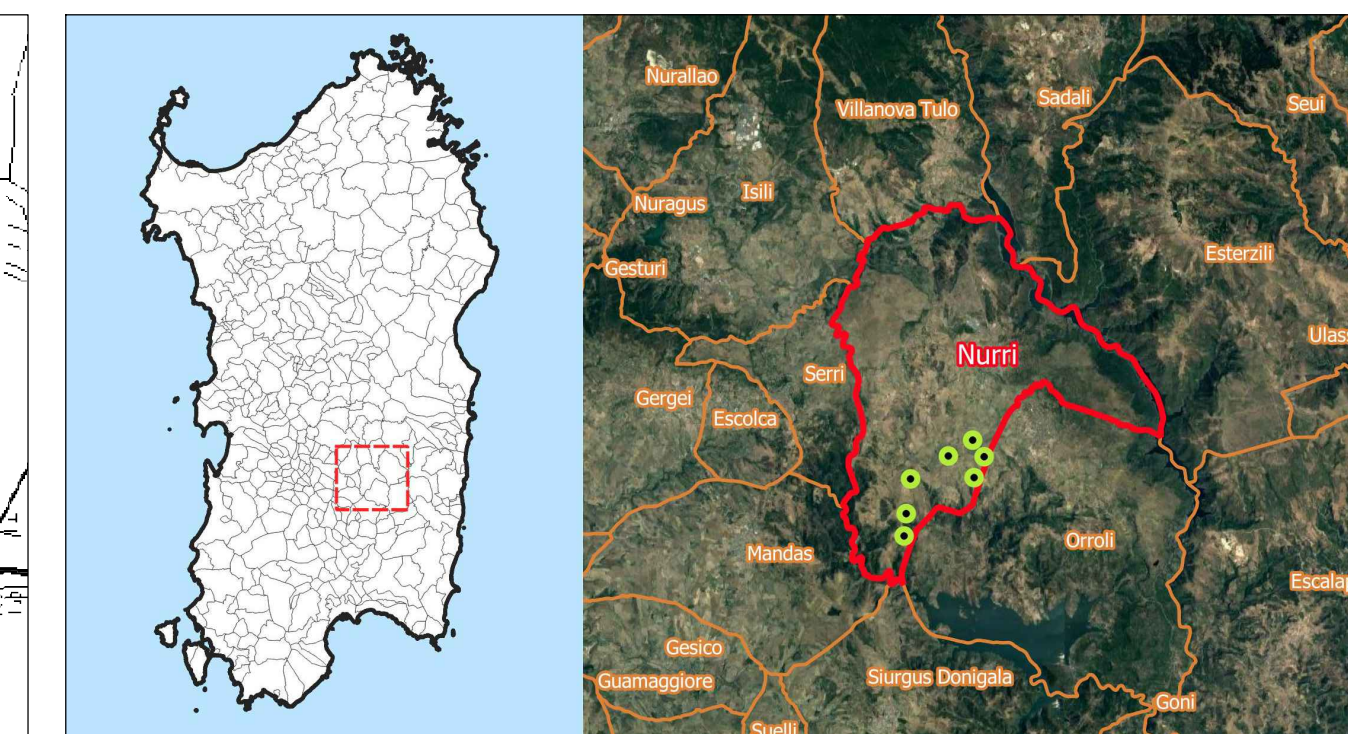 Nurallao
Villanova Tulo
Sadali
Seui
Isili
Nuragus
Esterzili
Gesturi
Ulass
Nurri
Serri
Gergei
Escolca
Mandas
Orroli
Escalap
Gesico
Guamaggiore
Siurgus Donigala
Goni
Suelli